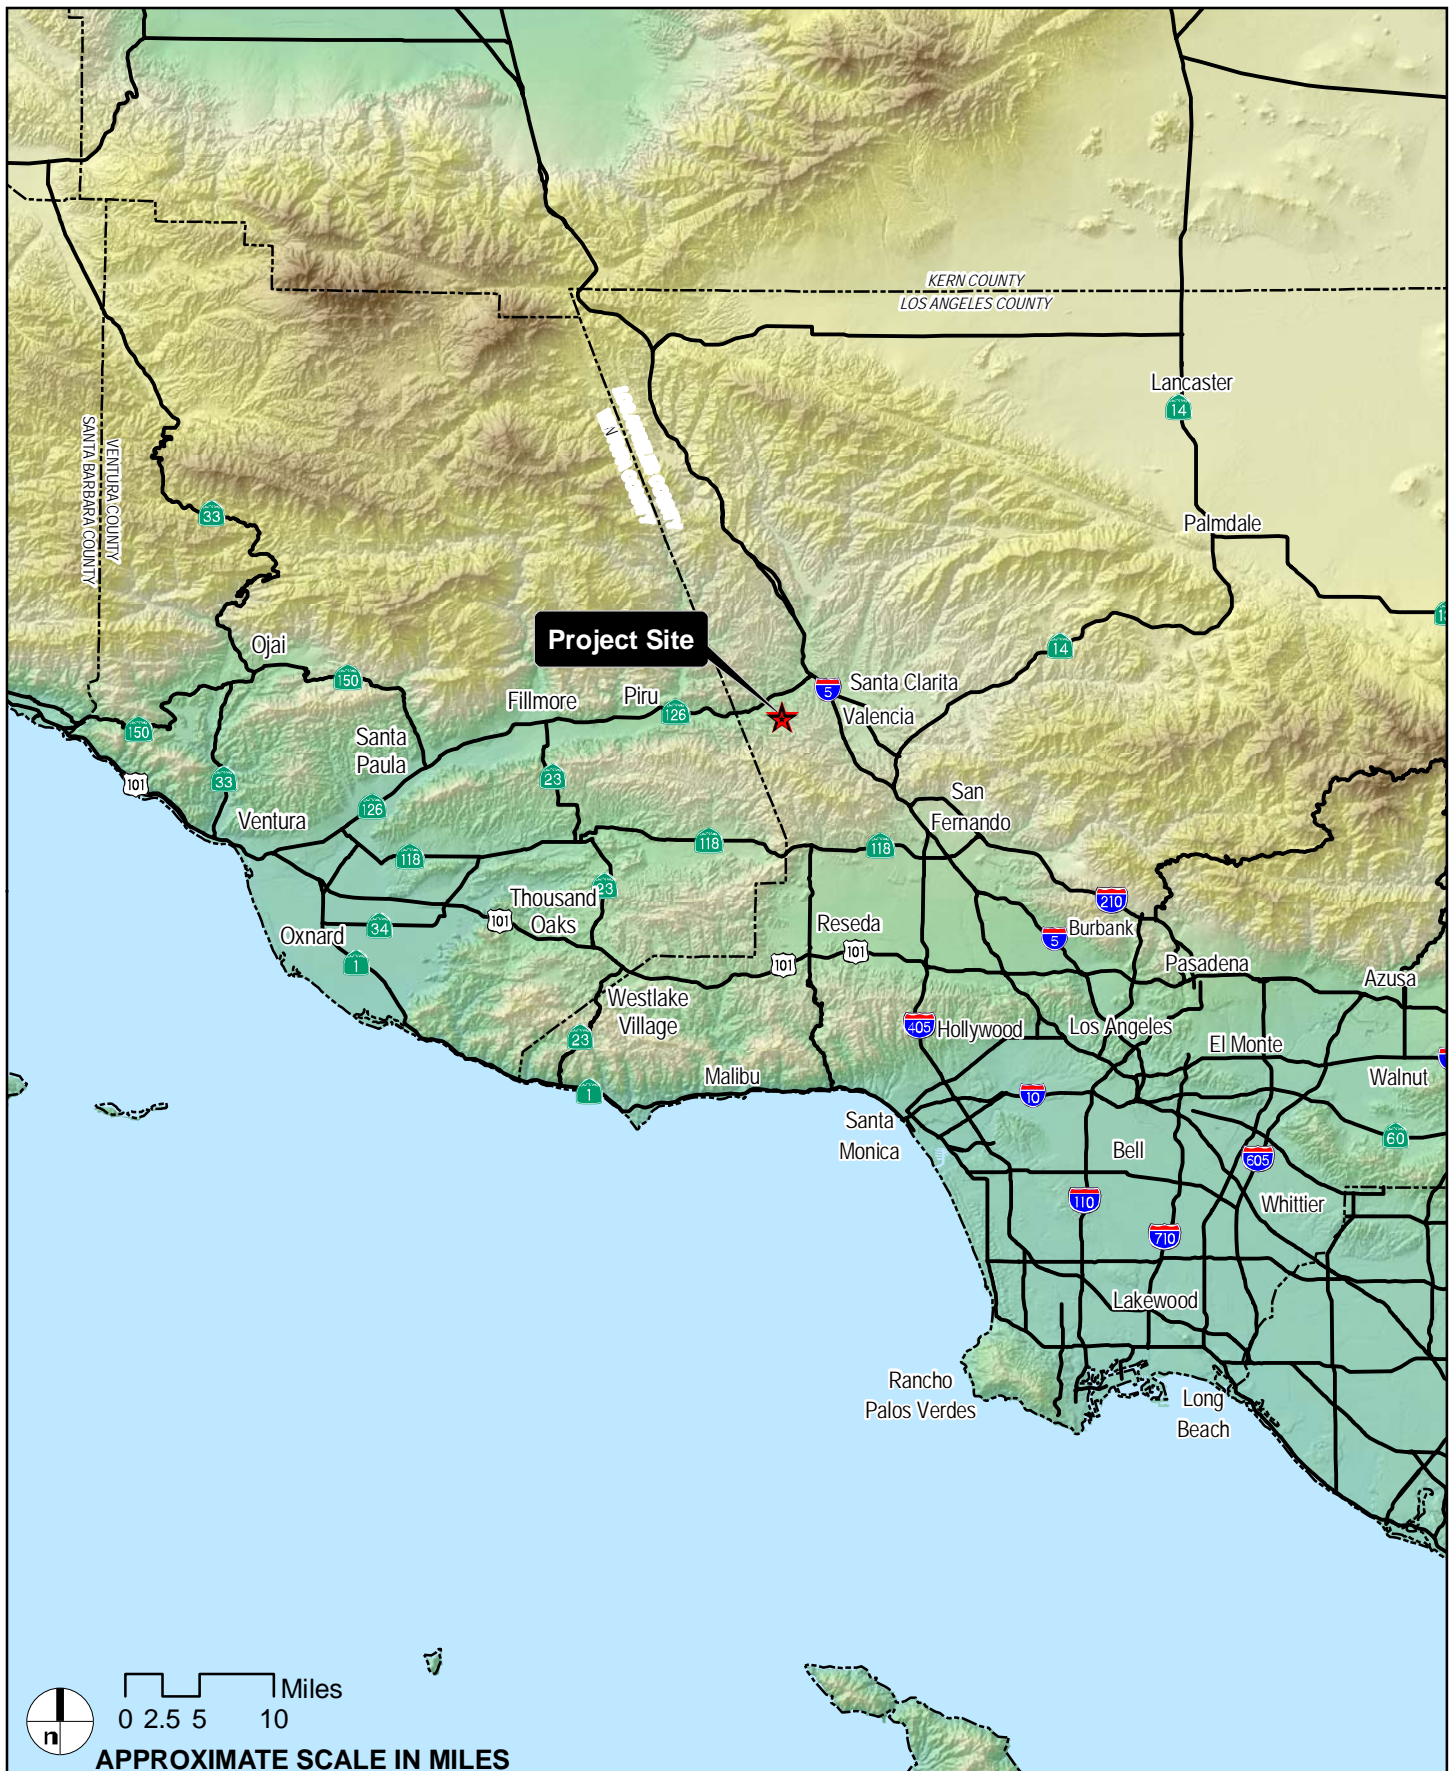 KERN COUNTY
LOS ANGELES COUNTY
Lancaster
14
VENTURA COUNTY
SANTA BARBARA COUNTY
33
Palmdale
Project Site
Ojai
14
150
5
Santa Clarita
Fillmore
Piru
126
Valencia
150
Santa
Paula
101
33
23
126
San
Fernando
Ventura
118
118
118
Thousand
Oaks
23
210
101
Reseda
Burbank
Oxnard
34
5
1
101
101
Pasadena
Azusa
Westlake
Village
405
Hollywood
Los Angeles
23
El Monte
Malibu
Walnut
1
10
Santa
Monica
60
Bell
605
110
Whittier
710
Lakewood
Rancho
Palos Verdes
Long
Beach
Miles
0 2.5 5 10
n
APPROXIMATE SCALE IN MILES